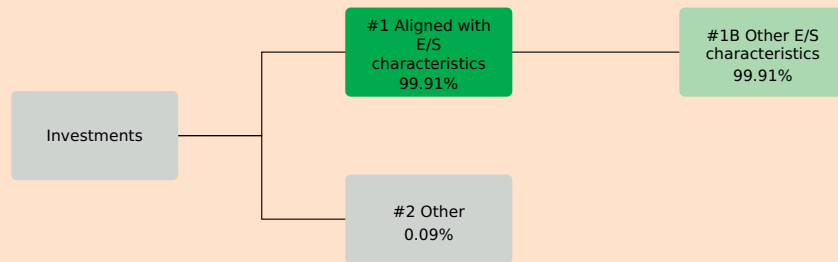 #1 Aligned with
E/S
characteristics
99.91%
#1B Other E/S
characteristics
99.91%
Investments
#2 Other
0.09%